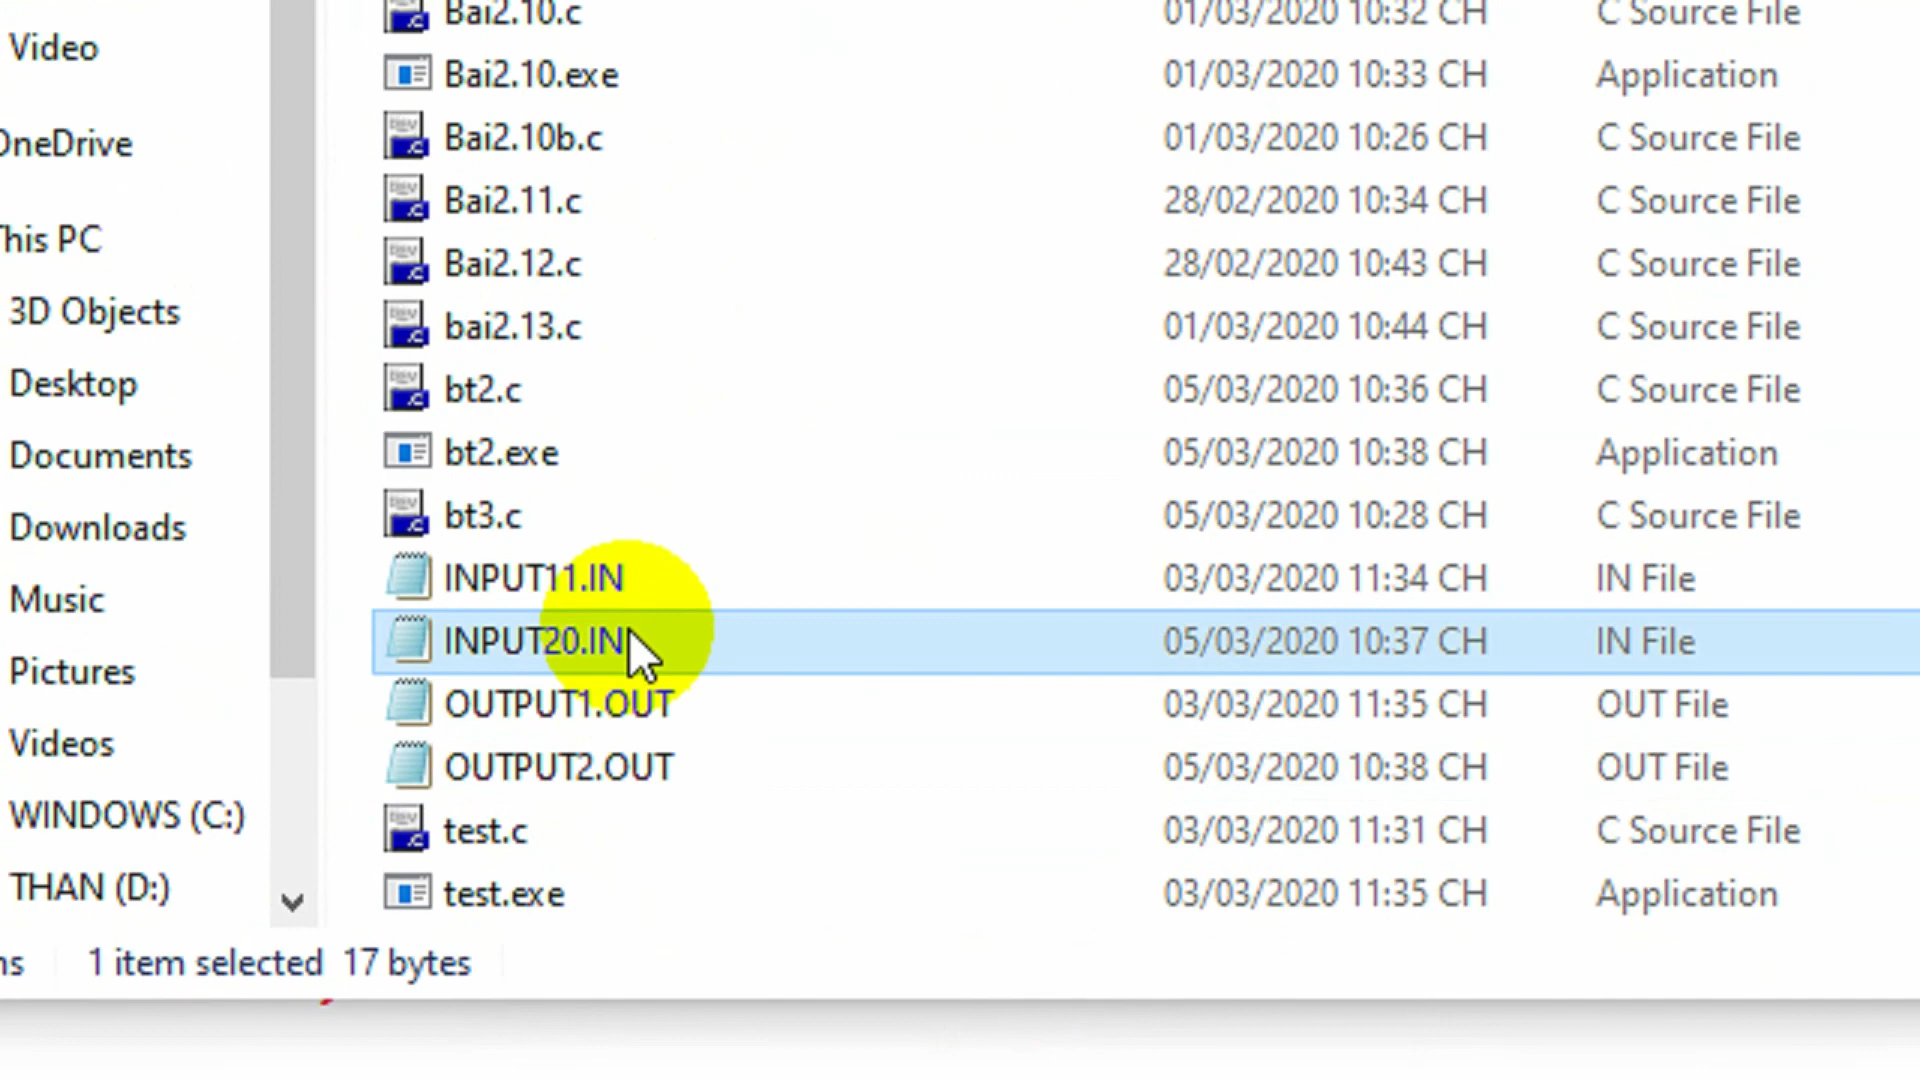 Video
OneDrive
This PC
3D Objects
Desktop
Documents
Downloads
Music
Pictures
Videos
WINDOWS (C:)
THAN (D:)
Bai2.10.c 01/03/2020 10:32 CH C Source File
Bai2.10.exe 01/03/2020 10:33 CH Application
Bai2.10b.c 01/03/2020 10:26 CH C Source File
Bai2.11.c 28/02/2020 10:34 CH C Source File
Bai2.12.c 28/02/2020 10:43 CH C Source File
bai2.13.c 01/03/2020 10:44 CH C Source File
bt2.c 05/03/2020 10:36 CH C Source File
bt2.exe 05/03/2020 10:38 CH Application
bt3.c 05/03/2020 10:28 CH C Source File
INPUT11.IN 03/03/2020 11:34 CH IN File
INPUT20.IN 05/03/2020 10:37 CH IN File
OUTPUT1.OUT 03/03/2020 11:35 CH OUT File
OUTPUT2.OUT 05/03/2020 10:38 CH OUT File
test.c 03/03/2020 11:31 CH C Source File
test.exe 03/03/2020 11:35 CH Application
1 item selected 17 bytes